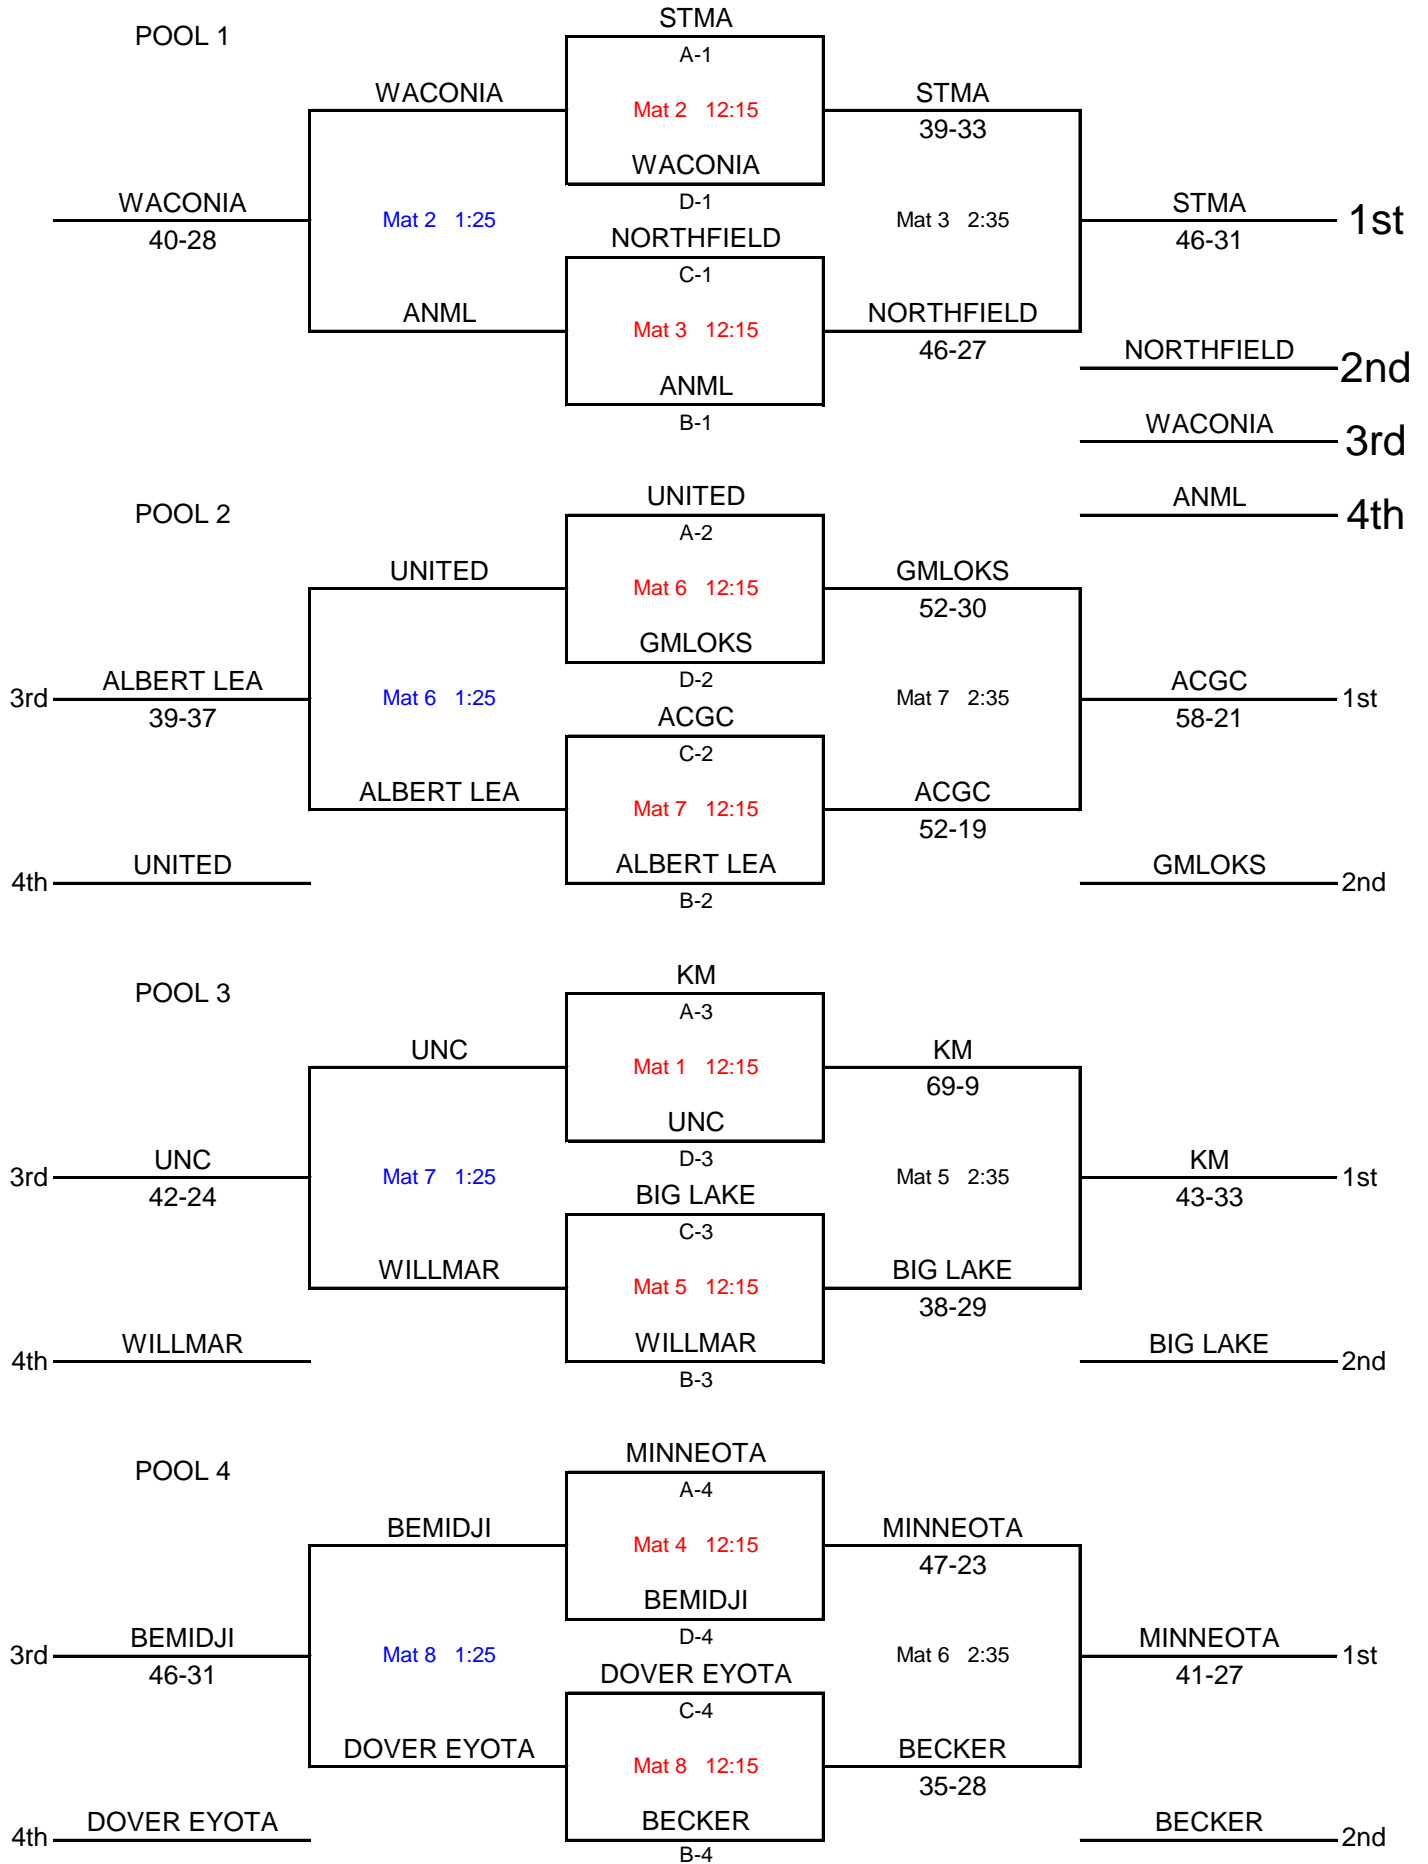 STMA
POOL 1
A-1
WACONIA
STMA
Mat 2 12:15
39-33
WACONIA
WACONIA
D-1
STMA
Mat 2 1:25
Mat 3 2:35
1st
40-28
NORTHFIELD
46-31
C-1
ANML
NORTHFIELD
Mat 3 12:15
46-27
NORTHFIELD
2nd
ANML
B-1
WACONIA
3rd
UNITED
ANML
POOL 2
4th
A-2
UNITED
GMLOKS
Mat 6 12:15
52-30
GMLOKS
ALBERT LEA
D-2
ACGC
3rd
Mat 6 1:25
Mat 7 2:35
1st
39-37
ACGC
58-21
C-2
ALBERT LEA
ACGC
Mat 7 12:15
52-19
UNITED
ALBERT LEA
GMLOKS
4th
2nd
B-2
KM
POOL 3
A-3
UNC
KM
Mat 1 12:15
69-9
UNC
UNC
D-3
KM
3rd
Mat 7 1:25
Mat 5 2:35
1st
42-24
BIG LAKE
43-33
C-3
WILLMAR
BIG LAKE
Mat 5 12:15
38-29
WILLMAR
WILLMAR
BIG LAKE
4th
2nd
B-3
MINNEOTA
POOL 4
A-4
BEMIDJI
MINNEOTA
Mat 4 12:15
47-23
BEMIDJI
BEMIDJI
D-4
MINNEOTA
3rd
Mat 8 1:25
Mat 6 2:35
1st
46-31
DOVER EYOTA
41-27
C-4
DOVER EYOTA
BECKER
Mat 8 12:15
35-28
DOVER EYOTA
BECKER
BECKER
4th
2nd
B-4